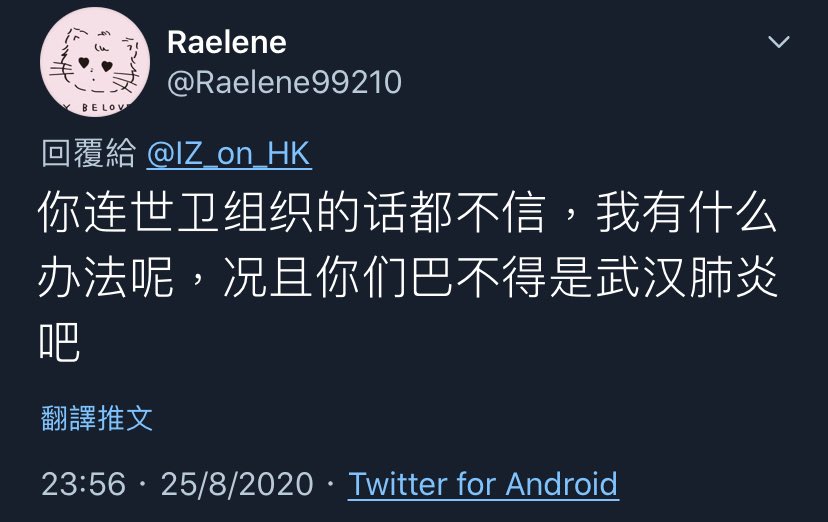 Raelene
@Raelene99210
BELOV
回覆給 @IZ_on_HK
你连世卫组织的话都不信，我有什么
办法呢，况且你们巴不得是武汉肺炎
吧
翻譯推文
23:56 · 25/8/2020 · Twitter for Android